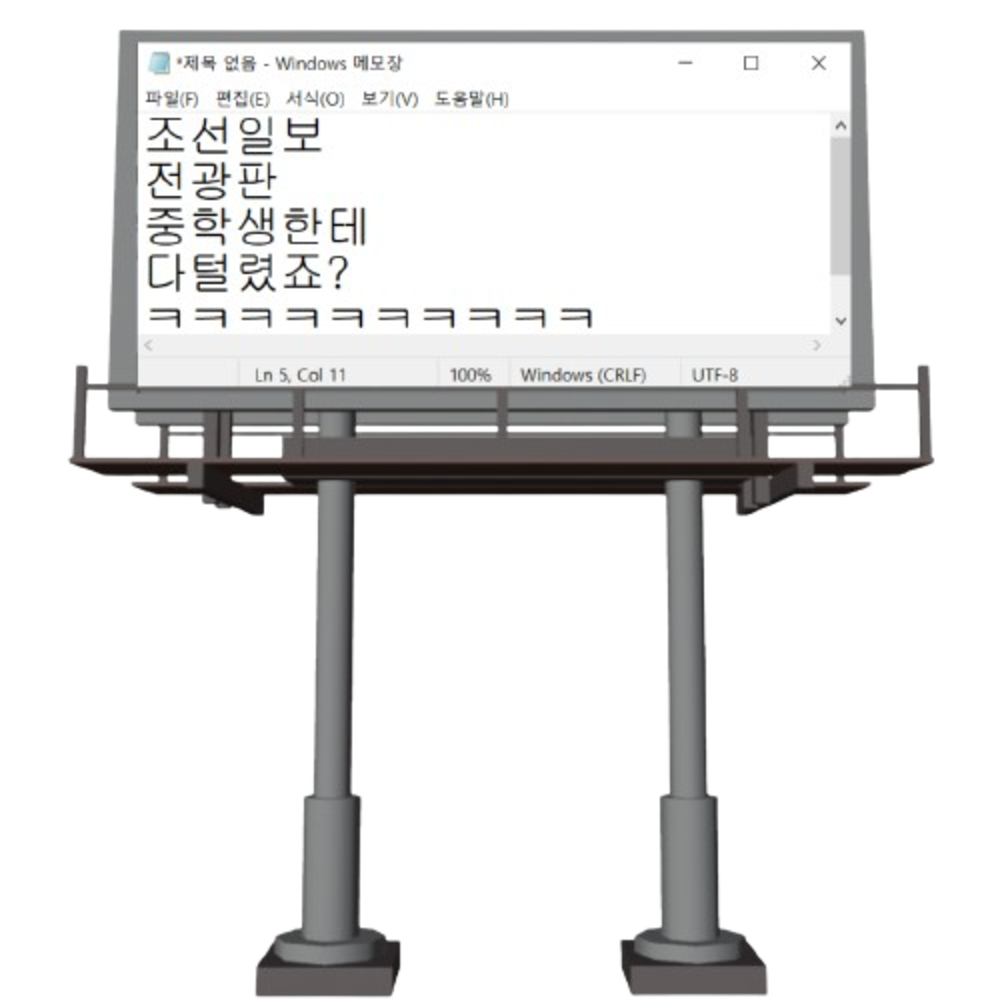 *제목 없음 - Windows 메모장
파일(F) 편집(E) 서식(O) 보기(V) 도움말(H)
조선일보
전광판
중학생한테
다털렸죠?
ㅋㅋㅋㅋㅋㅋㅋㅋㅋㅋ
Ln 5, Col 11 100% Windows (CRLF) UTF-8